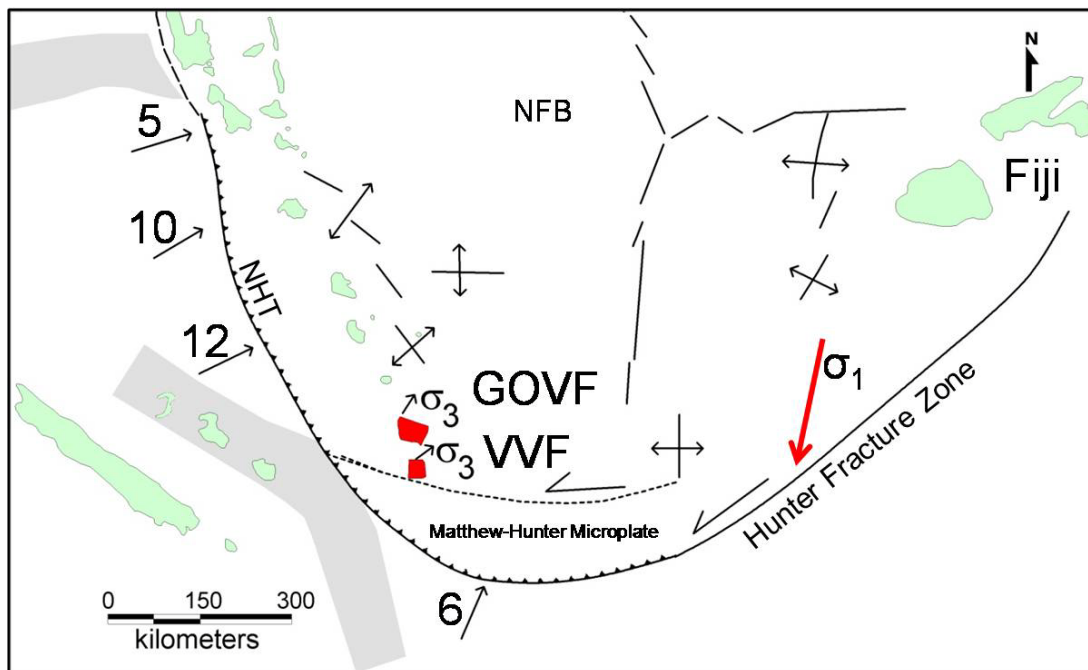 N
5
NFB
Fiji
10
NHT
12
σ1
GOVF
σ3
VVF
σ3
Hunter Fracture Zone
Matthew-Hunter Microplate
6
0 150 300
kilometers